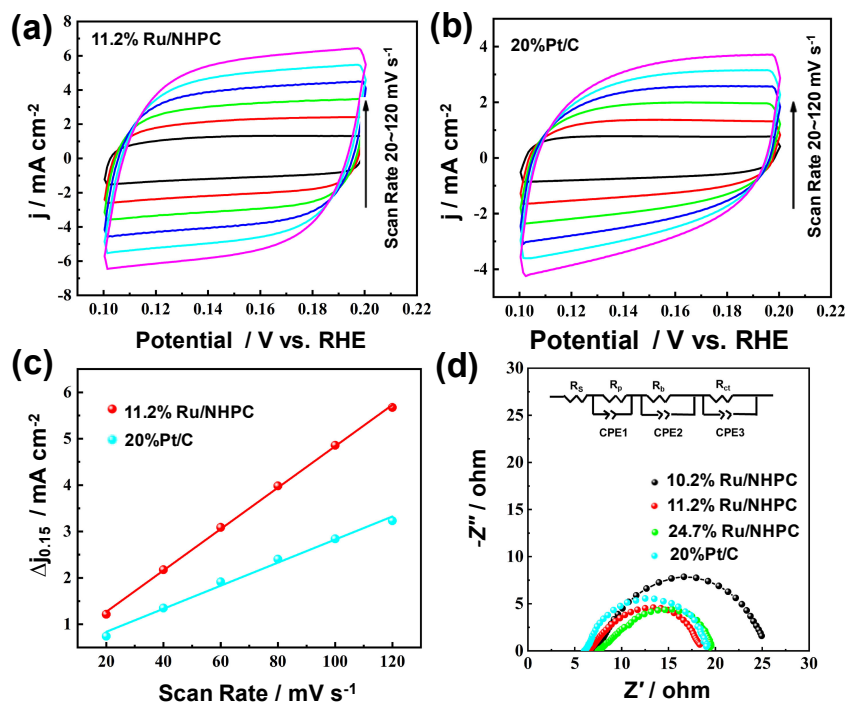 (a)
11.2% Ru/NHPC
j / mA cm⁻²
8
6
4
2
0
-2
-4
-6
-8
0.10 0.12 0.14 0.16 0.18 0.20 0.22
Potential / V vs. RHE
Scan Rate 20~120 mV s⁻¹
(b)
20%Pt/C
j / mA cm⁻²
4
2
0
-2
-4
0.10 0.12 0.14 0.16 0.18 0.20 0.22
Potential / V vs. RHE
Scan Rate 20~120 mV s⁻¹
(c)
11.2% Ru/NHPC
20%Pt/C
Δj₀.₁₅ / mA cm⁻²
6
5
4
3
2
1
20 40 60 80 100 120
Scan Rate / mV s⁻¹
(d)
Rs Rp Rb Rct
CPE1 CPE2 CPE3
10.2% Ru/NHPC
11.2% Ru/NHPC
24.7% Ru/NHPC
20%Pt/C
-Z″ / ohm
30
25
20
15
10
5
0
0 5 10 15 20 25 30
Z′ / ohm